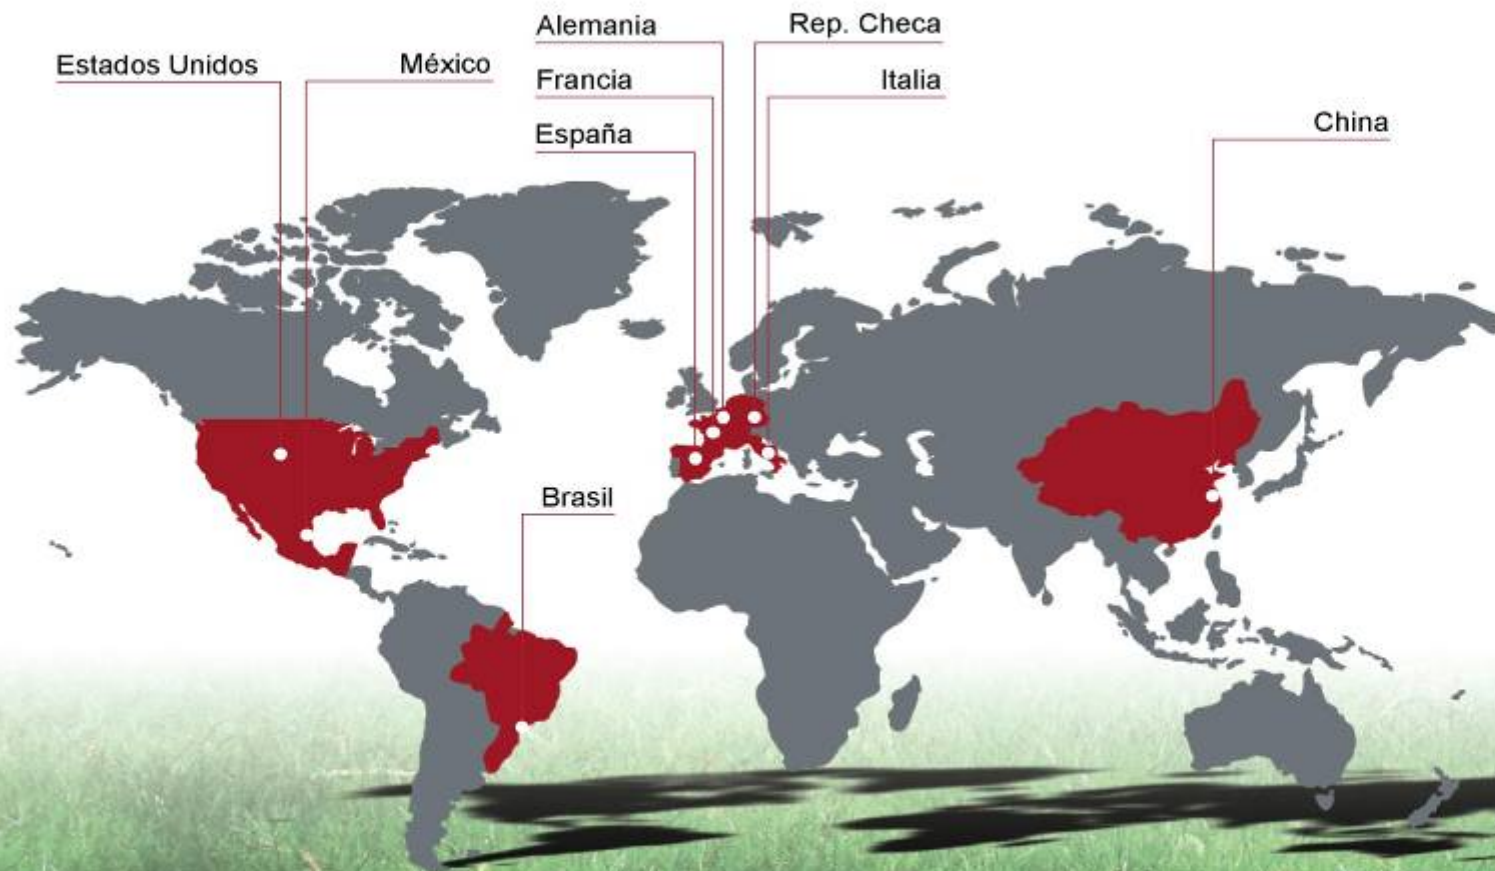 Alemania
Rep. Checa
Estados Unidos
México
Francia
Italia
España
China
Brasil